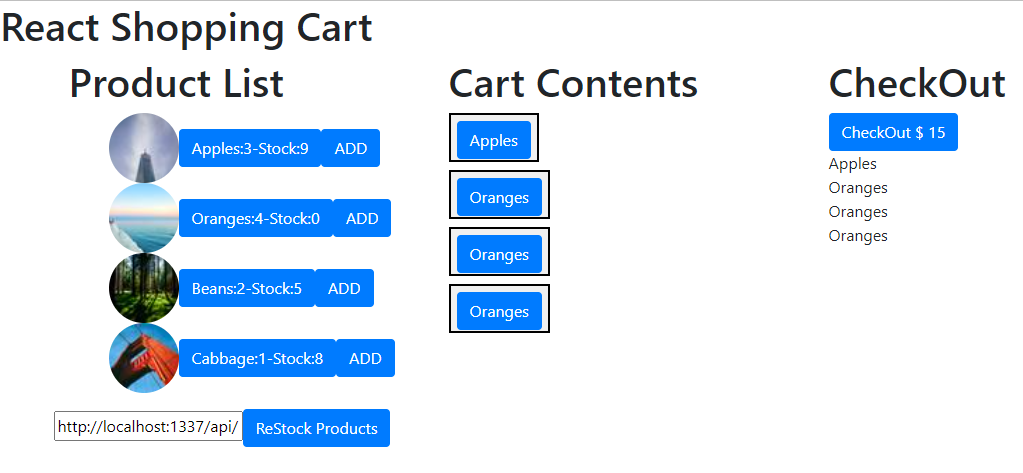 React Shopping Cart
Product List
Apples:3-Stock:9 ADD
Oranges:4-Stock:0 ADD
Beans:2-Stock:5 ADD
Cabbage:1-Stock:8 ADD
http://localhost:1337/api/ ReStock Products
Cart Contents
Apples
Oranges
Oranges
Oranges
CheckOut
CheckOut $ 15
Apples
Oranges
Oranges
Oranges